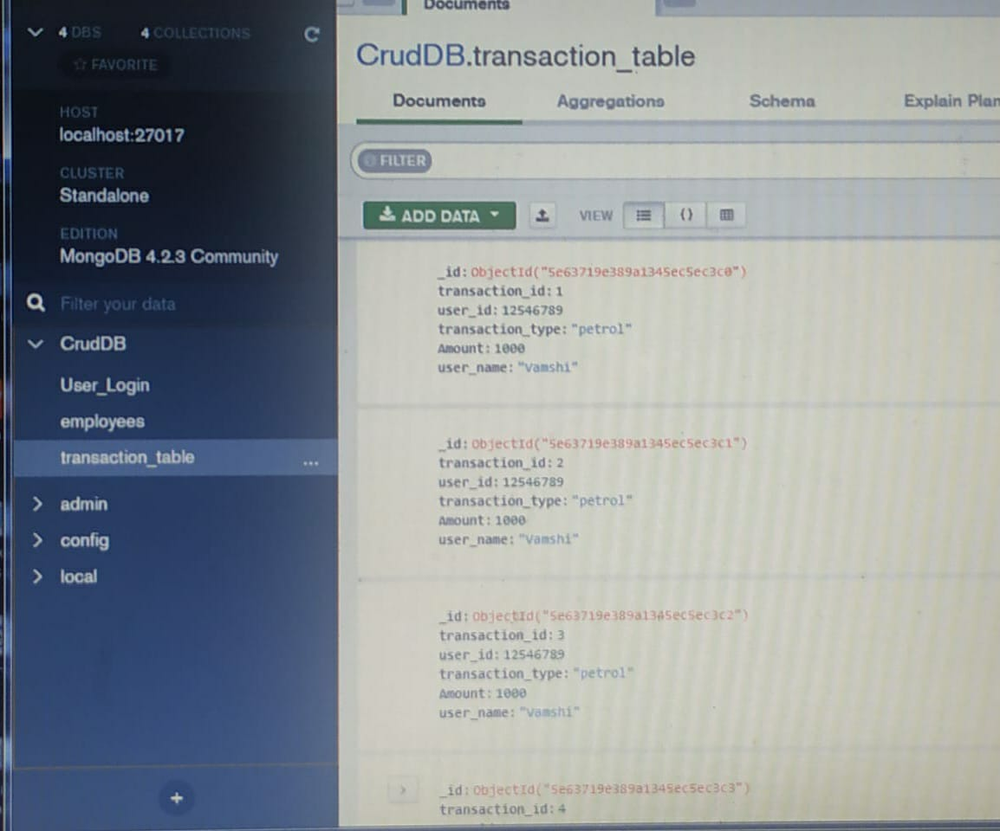 4 DBS 4 COLLECTIONS
FAVORITE
HOST
localhost:27017
CLUSTER
Standalone
EDITION
MongoDB 4.2.3 Community
Filter your data
CrudDB
User_Login
employees
transaction_table ...
admin
config
local
Documents
CrudDB.transaction_table
Documents Aggregations Schema Explain Plan
FILTER
ADD DATA VIEW {}
_id: ObjectId("5e63719e389a1345ec5ec3c0")
transaction_id: 1
user_id: 12546789
transaction_type: "petrol"
Amount: 1000
user_name: "Vamshi"
_id: ObjectId("5e63719e389a1345ec5ec3c1")
transaction_id: 2
user_id: 12546789
transaction_type: "petrol"
Amount: 1000
user_name: "Vamshi"
_id: ObjectId("5e63719e389a1345ec5ec3c2")
transaction_id: 3
user_id: 12546789
transaction_type: "petrol"
Amount: 1000
user_name: "Vamshi"
_id: ObjectId("5e63719e389a1345ec5ec3c3")
transaction_id: 4